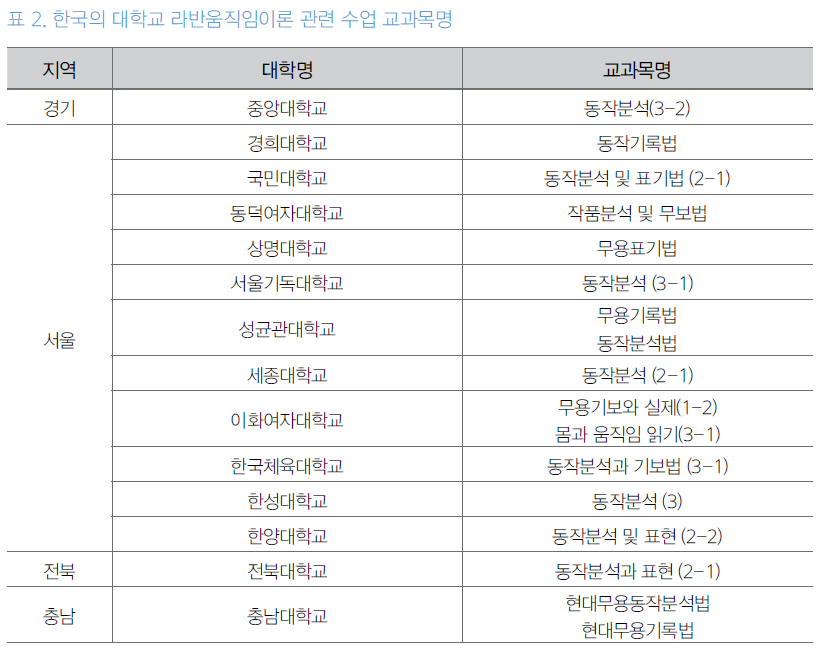 표 2. 한국의 대학교 라반움직임이론 관련 수업 교과목명
지역 대학명 교과목명
경기 중앙대학교 동작분석(3-2)
서울 경희대학교 동작기록법
국민대학교 동작분석 및 표기법 (2-1)
동덕여자대학교 작품분석 및 무보법
상명대학교 무용표기법
서울기독대학교 동작분석 (3-1)
성균관대학교 무용기록법
동작분석법
세종대학교 동작분석 (2-1)
이화여자대학교 무용기보와 실제(1-2)
몸과 움직임 읽기(3-1)
한국체육대학교 동작분석과 기보법 (3-1)
한성대학교 동작분석 (3)
한양대학교 동작분석 및 표현 (2-2)
전북 전북대학교 동작분석과 표현 (2-1)
충남 충남대학교 현대무용동작분석법
현대무용기록법